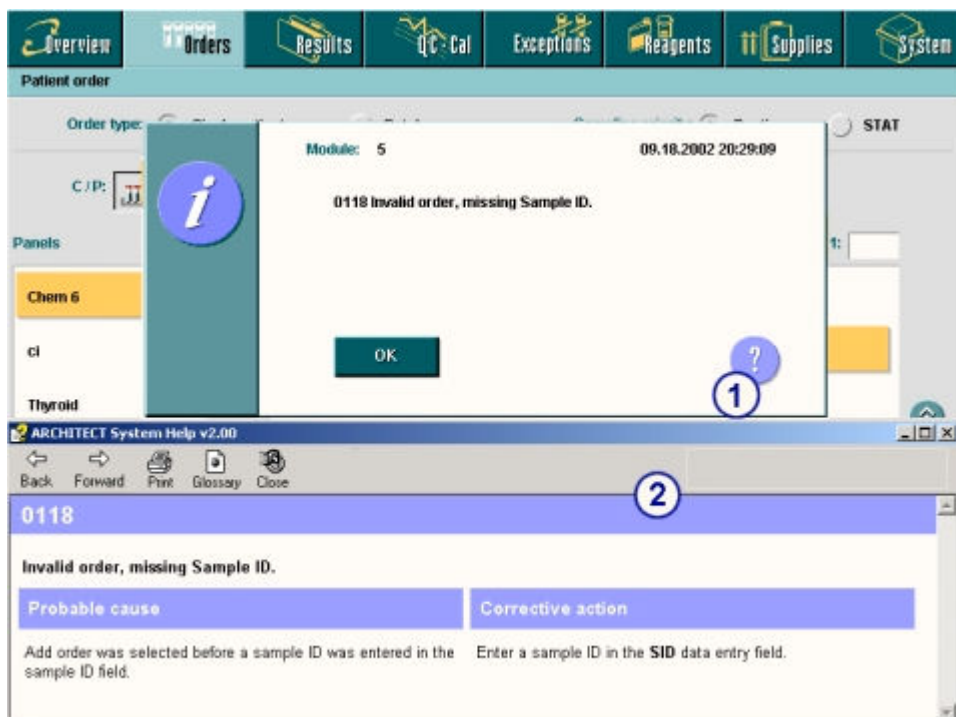 Overview Orders Results QC-Cal Exceptions Reagents Supplies System
Patient order
Order type: STAT
Module: 5 09.18.2002 20:29:09
C / P:
i
0118 Invalid order, missing Sample ID.
Panels 1:
Chem 6
ci
OK ?
1
Thyroid
ARCHITECT System Help v2.00
Back Forward Print Glossary Close
2
0118
Invalid order, missing Sample ID.
Probable cause Corrective action
Add order was selected before a sample ID was entered in the Enter a sample ID in the SID data entry field.
sample ID field.